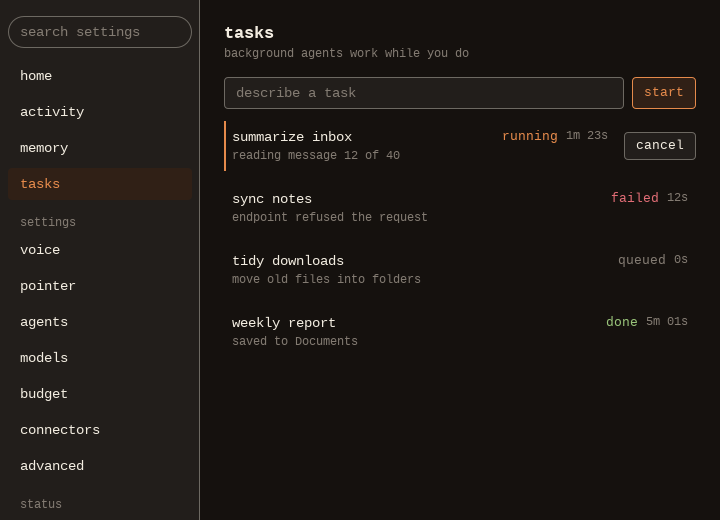 search settings
home
activity
memory
tasks
settings
voice
pointer
agents
models
budget
connectors
advanced
status
tasks
background agents work while you do
describe a task
start
summarize inbox
running 1m 23s
cancel
reading message 12 of 40
sync notes
failed 12s
endpoint refused the request
tidy downloads
queued 0s
move old files into folders
weekly report
done 5m 01s
saved to Documents